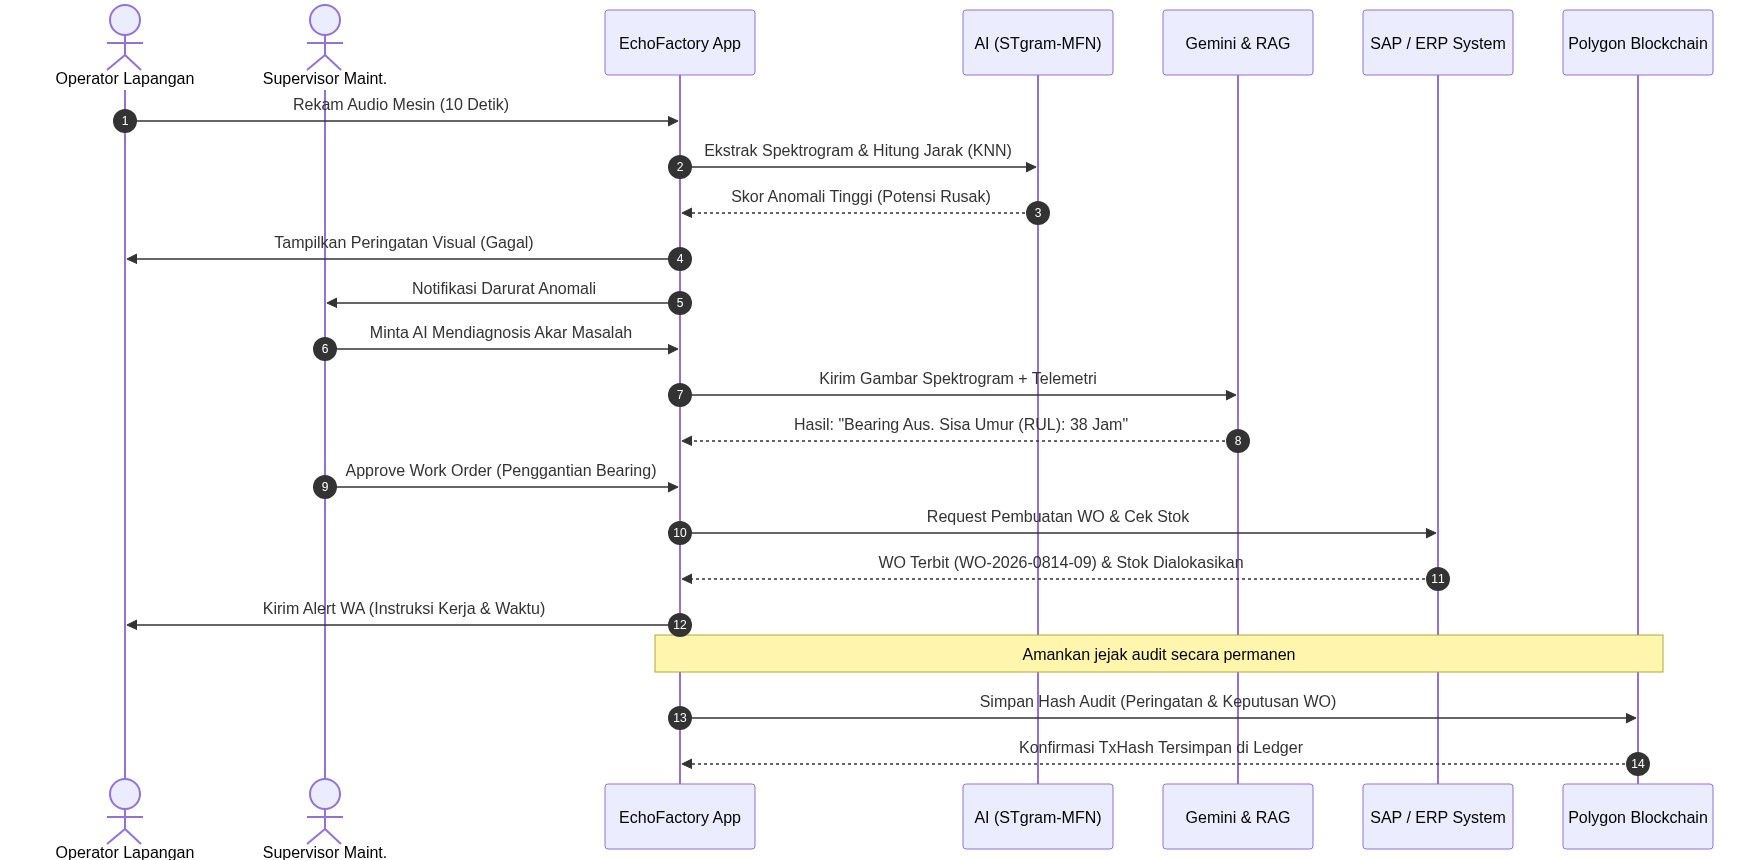 Operator Lapangan
Supervisor Maint.
EchoFactory App
AI (STgram-MFN)
Gemini & RAG
SAP / ERP System
Polygon Blockchain
Rekam Audio Mesin (10 Detik)
1
Ekstrak Spektrogram & Hitung Jarak (KNN)
2
Skor Anomali Tinggi (Potensi Rusak)
3
Tampilkan Peringatan Visual (Gagal)
4
Notifikasi Darurat Anomali
5
Minta AI Mendiagnosis Akar Masalah
6
Kirim Gambar Spektrogram + Telemetri
7
Hasil: "Bearing Aus. Sisa Umur (RUL): 38 Jam"
8
Approve Work Order (Penggantian Bearing)
9
Request Pembuatan WO & Cek Stok
10
WO Terbit (WO-2026-0814-09) & Stok Dialokasikan
11
Kirim Alert WA (Instruksi Kerja & Waktu)
12
Amankan jejak audit secara permanen
Simpan Hash Audit (Peringatan & Keputusan WO)
13
Konfirmasi TxHash Tersimpan di Ledger
14
Operator Lapangan
Supervisor Maint.
EchoFactory App
AI (STgram-MFN)
Gemini & RAG
SAP / ERP System
Polygon Blockchain